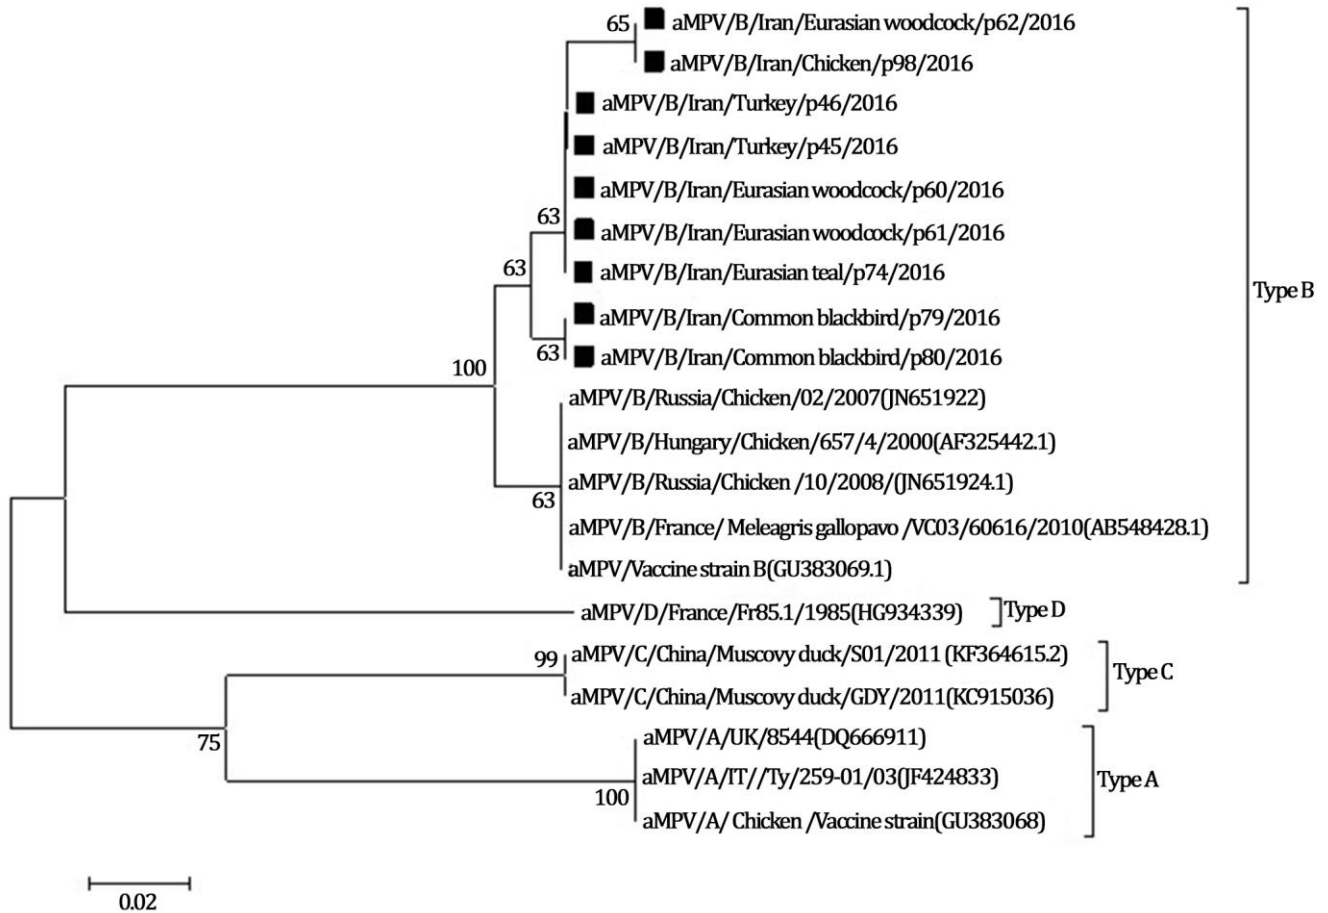 65
aMPV/B/Iran/Eurasian woodcock/p62/2016
aMPV/B/Iran/Chicken/p98/2016
aMPV/B/Iran/Turkey/p46/2016
aMPV/B/Iran/Turkey/p45/2016
aMPV/B/Iran/Eurasian woodcock/p60/2016
63
aMPV/B/Iran/Eurasian woodcock/p61/2016
63
aMPV/B/Iran/Eurasian teal/p74/2016
Type B
aMPV/B/Iran/Common blackbird/p79/2016
63
aMPV/B/Iran/Common blackbird/p80/2016
100
aMPV/B/Russia/Chicken/02/2007(JN651922)
aMPV/B/Hungary/Chicken/657/4/2000(AF325442.1)
aMPV/B/Russia/Chicken /10/2008/(JN651924.1)
63
aMPV/B/France/ Meleagris gallopavo /VC03/60616/2010(AB548428.1)
aMPV/Vaccine strain B(GU383069.1)
aMPV/D/France/Fr85.1/1985(HG934339)
Type D
99
aMPV/C/China/Muscovy duck/S01/2011 (KF364615.2)
Type C
aMPV/C/China/Muscovy duck/GDY/2011(KC915036)
75
aMPV/A/UK/8544(DQ666911)
aMPV/A/IT//Ty/259-01/03(JF424833)
Type A
100
aMPV/A/ Chicken /Vaccine strain(GU383068)
0.02